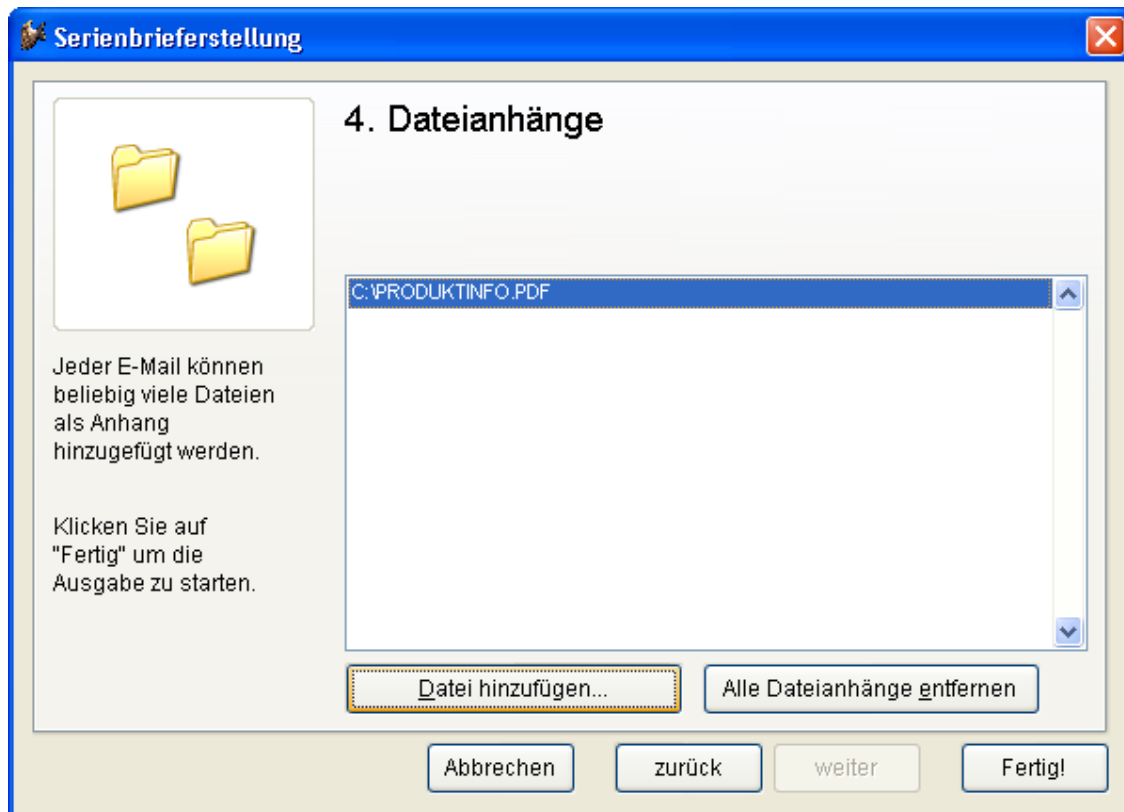 Serienbrieferstellung
4. Dateianhänge
C:\PRODUKTINFO.PDF
Jeder E-Mail können
beliebig viele Dateien
als Anhang
hinzugefügt werden.
Klicken Sie auf
"Fertig" um die
Ausgabe zu starten.
Datei hinzufügen...
Alle Dateianhänge entfernen
Abbrechen
zurück
weiter
Fertig!